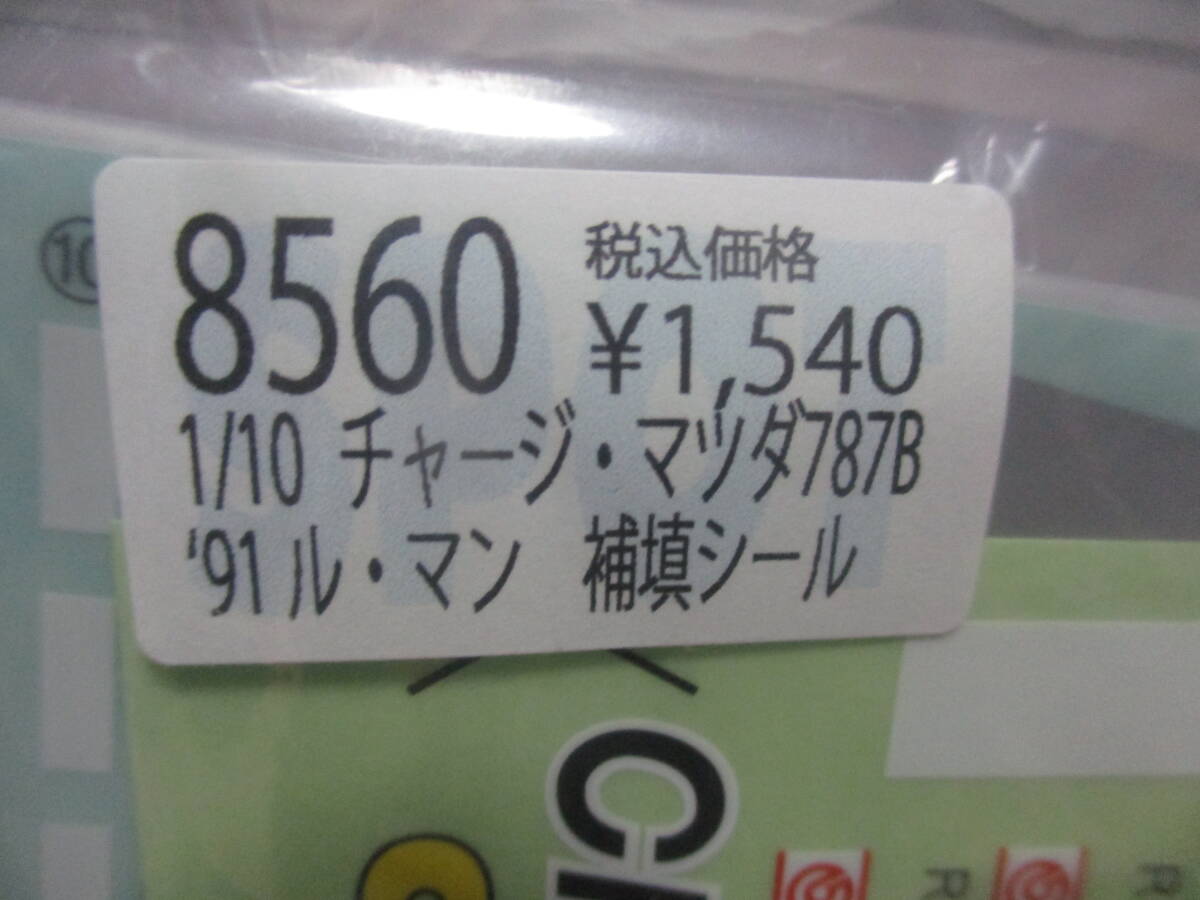 8560 税込価格
¥1,540
1/10 チャージ・マツダ787B
'91 ル・マン 補填シール
⑩
R
R